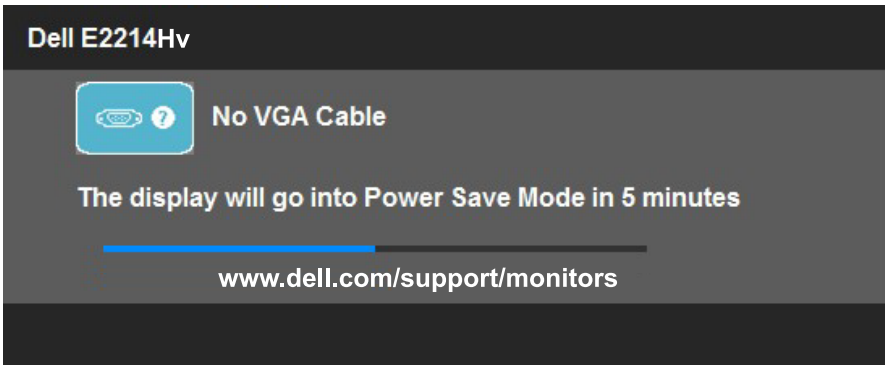 Dell E2214Hv
?
No VGA Cable
The display will go into Power Save Mode in 5 minutes
www.dell.com/support/monitors